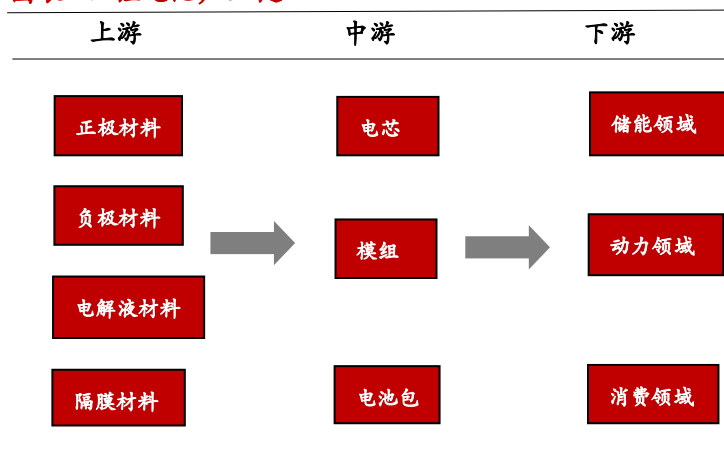 上游 中游 下游
正极材料 电芯 储能领域
负极材料
模组 动力领域
电解液材料
隔膜材料 电池包 消费领域